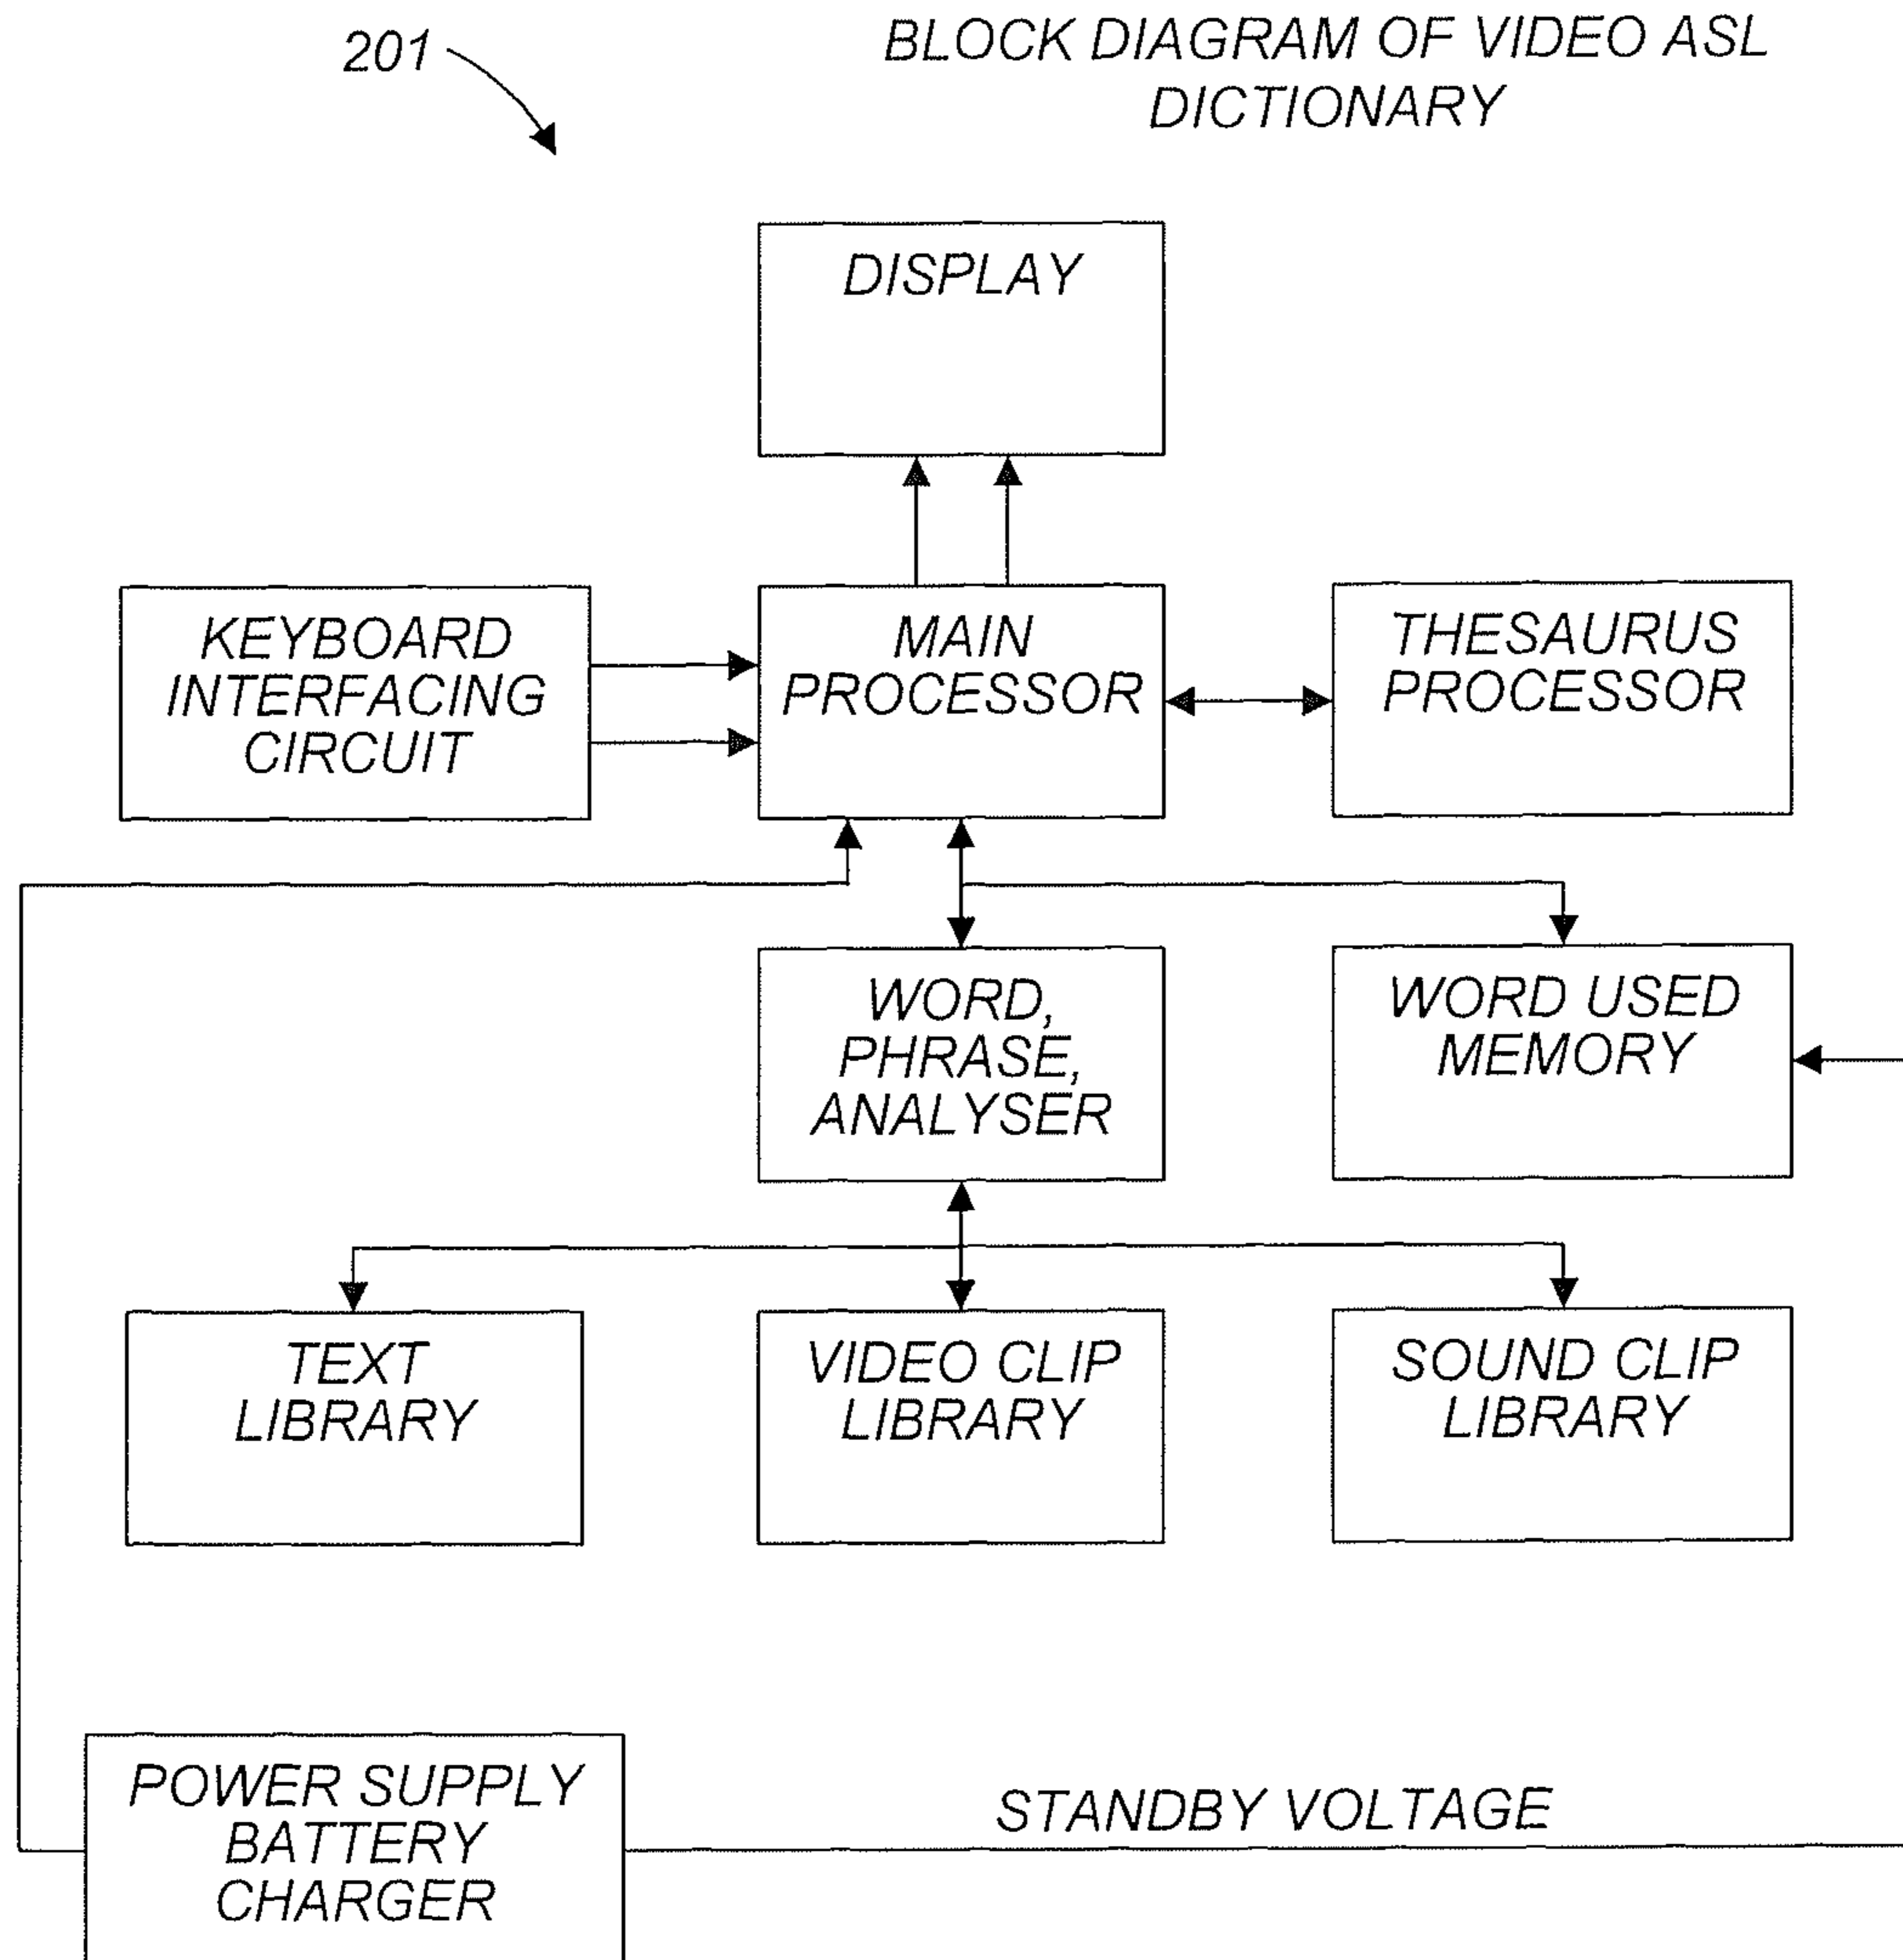 201
BLOCK DIAGRAM OF VIDEO ASL
DICTIONARY
DISPLAY
KEYBOARD
INTERFACING
CIRCUIT
MAIN
PROCESSOR
THESAURUS
PROCESSOR
WORD,
PHRASE,
ANALYSER
WORD USED
MEMORY
TEXT
LIBRARY
VIDEO CLIP
LIBRARY
SOUND CLIP
LIBRARY
POWER SUPPLY
BATTERY
CHARGER
STANDBY VOLTAGE